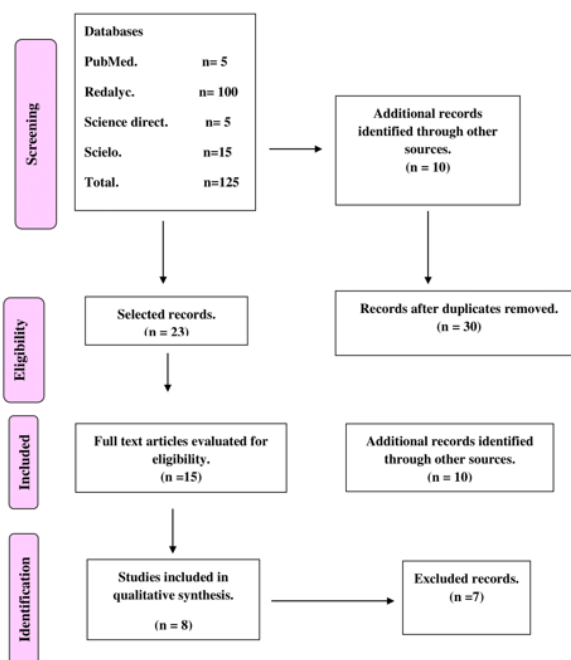 Screening
Databases
PubMed. n= 5
Redalyc. n= 100
Science direct. n= 5
Scielo. n=15
Total. n=125
Additional records
identified through other
sources.
(n = 10)
Eligibility
Selected records.
(n = 23)
Records after duplicates removed.
(n = 30)
Included
Full text articles evaluated for
eligibility.
(n =15)
Additional records identified
through other sources.
(n = 10)
Identification
Studies included in
qualitative synthesis.
(n = 8)
Excluded records.
(n =7)